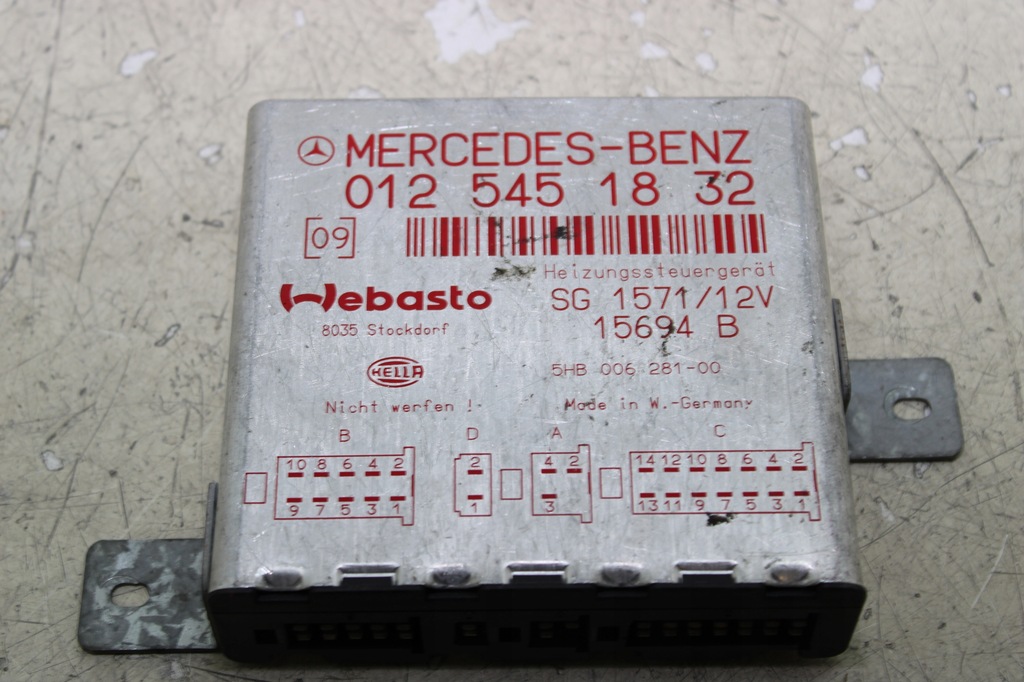 MERCEDES-BENZ
012 545 18 32
[09]
Heizungssteuergerät
Webasto SG 1571/12V
8035 Stockdorf 15694 B
HELLA 5HB 006 281-00
Nicht werfen ! Made in W.-Germany
B D A C
10 8 6 4 2 2 4 2 14 12 10 8 6 4 2
9 7 5 3 1 1 3 13 11 9 7 5 3 1